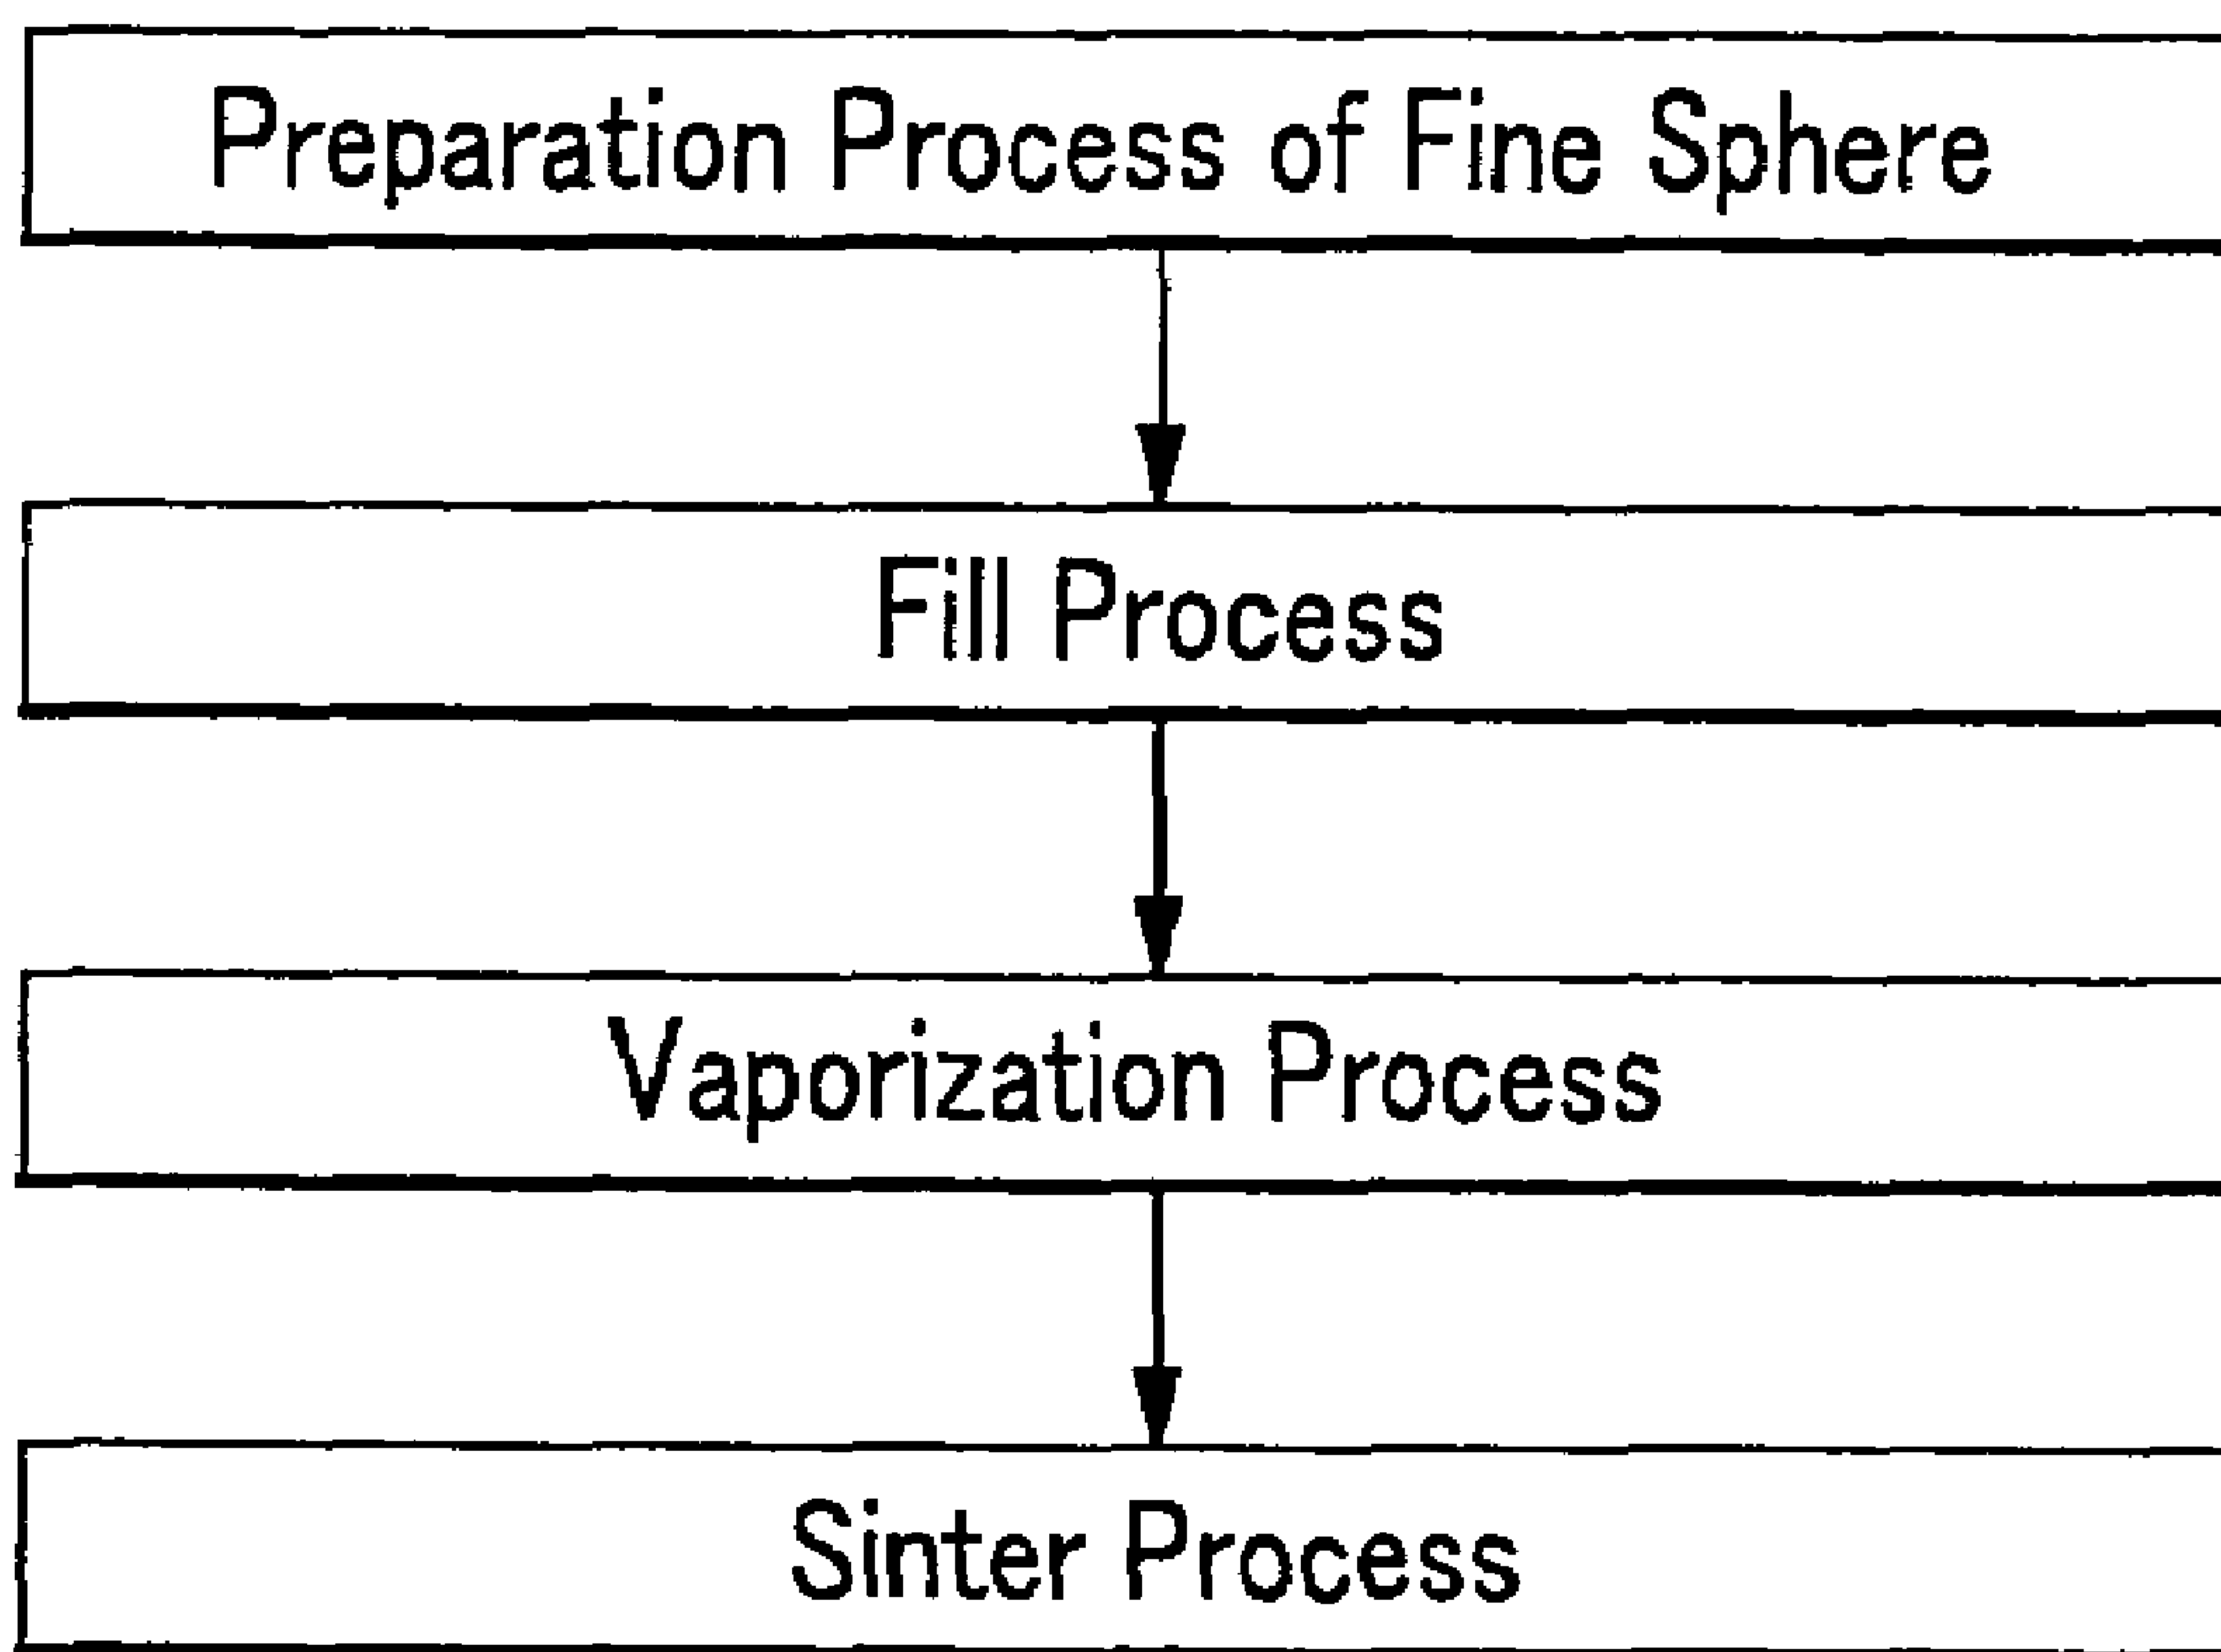 Preparation Process of Fine Sphere
Fill Process
Vaporization Process
Sinter Process